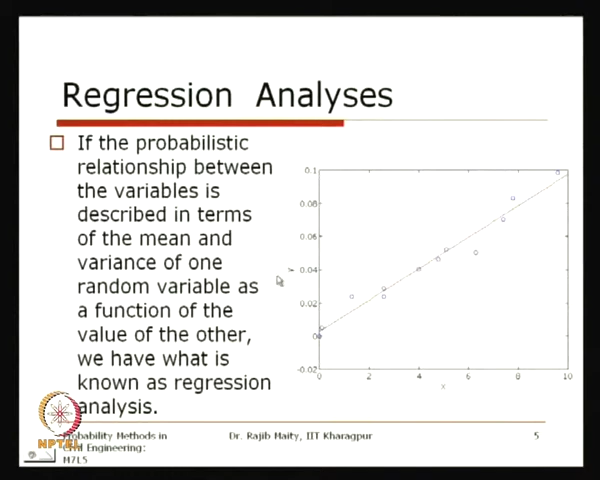 Regression Analyses
If the probabilistic
relationship between
the variables is
described in terms
of the mean and
variance of one
random variable as
a function of the
value of the other,
we have what is
known as regression
analysis.
0.1
0.08
0.06
0.04
0.02
0
-0.02
Y
0 2 4 6 8 10
X
NPTEL
Probability Methods in
Civil Engineering:
M7L5
Dr. Rajib Maity, IIT Kharagpur
5